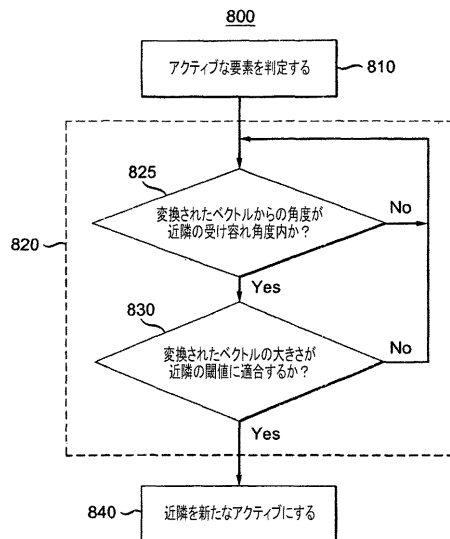 800
アクティブな要素を判定する
810
820
825
変換されたベクトルからの角度が
近隣の受け容れ角度内か？
No
Yes
830
変換されたベクトルの大きさが
近隣の閾値に適合するか？
No
Yes
840
近隣を新たなアクティブにする